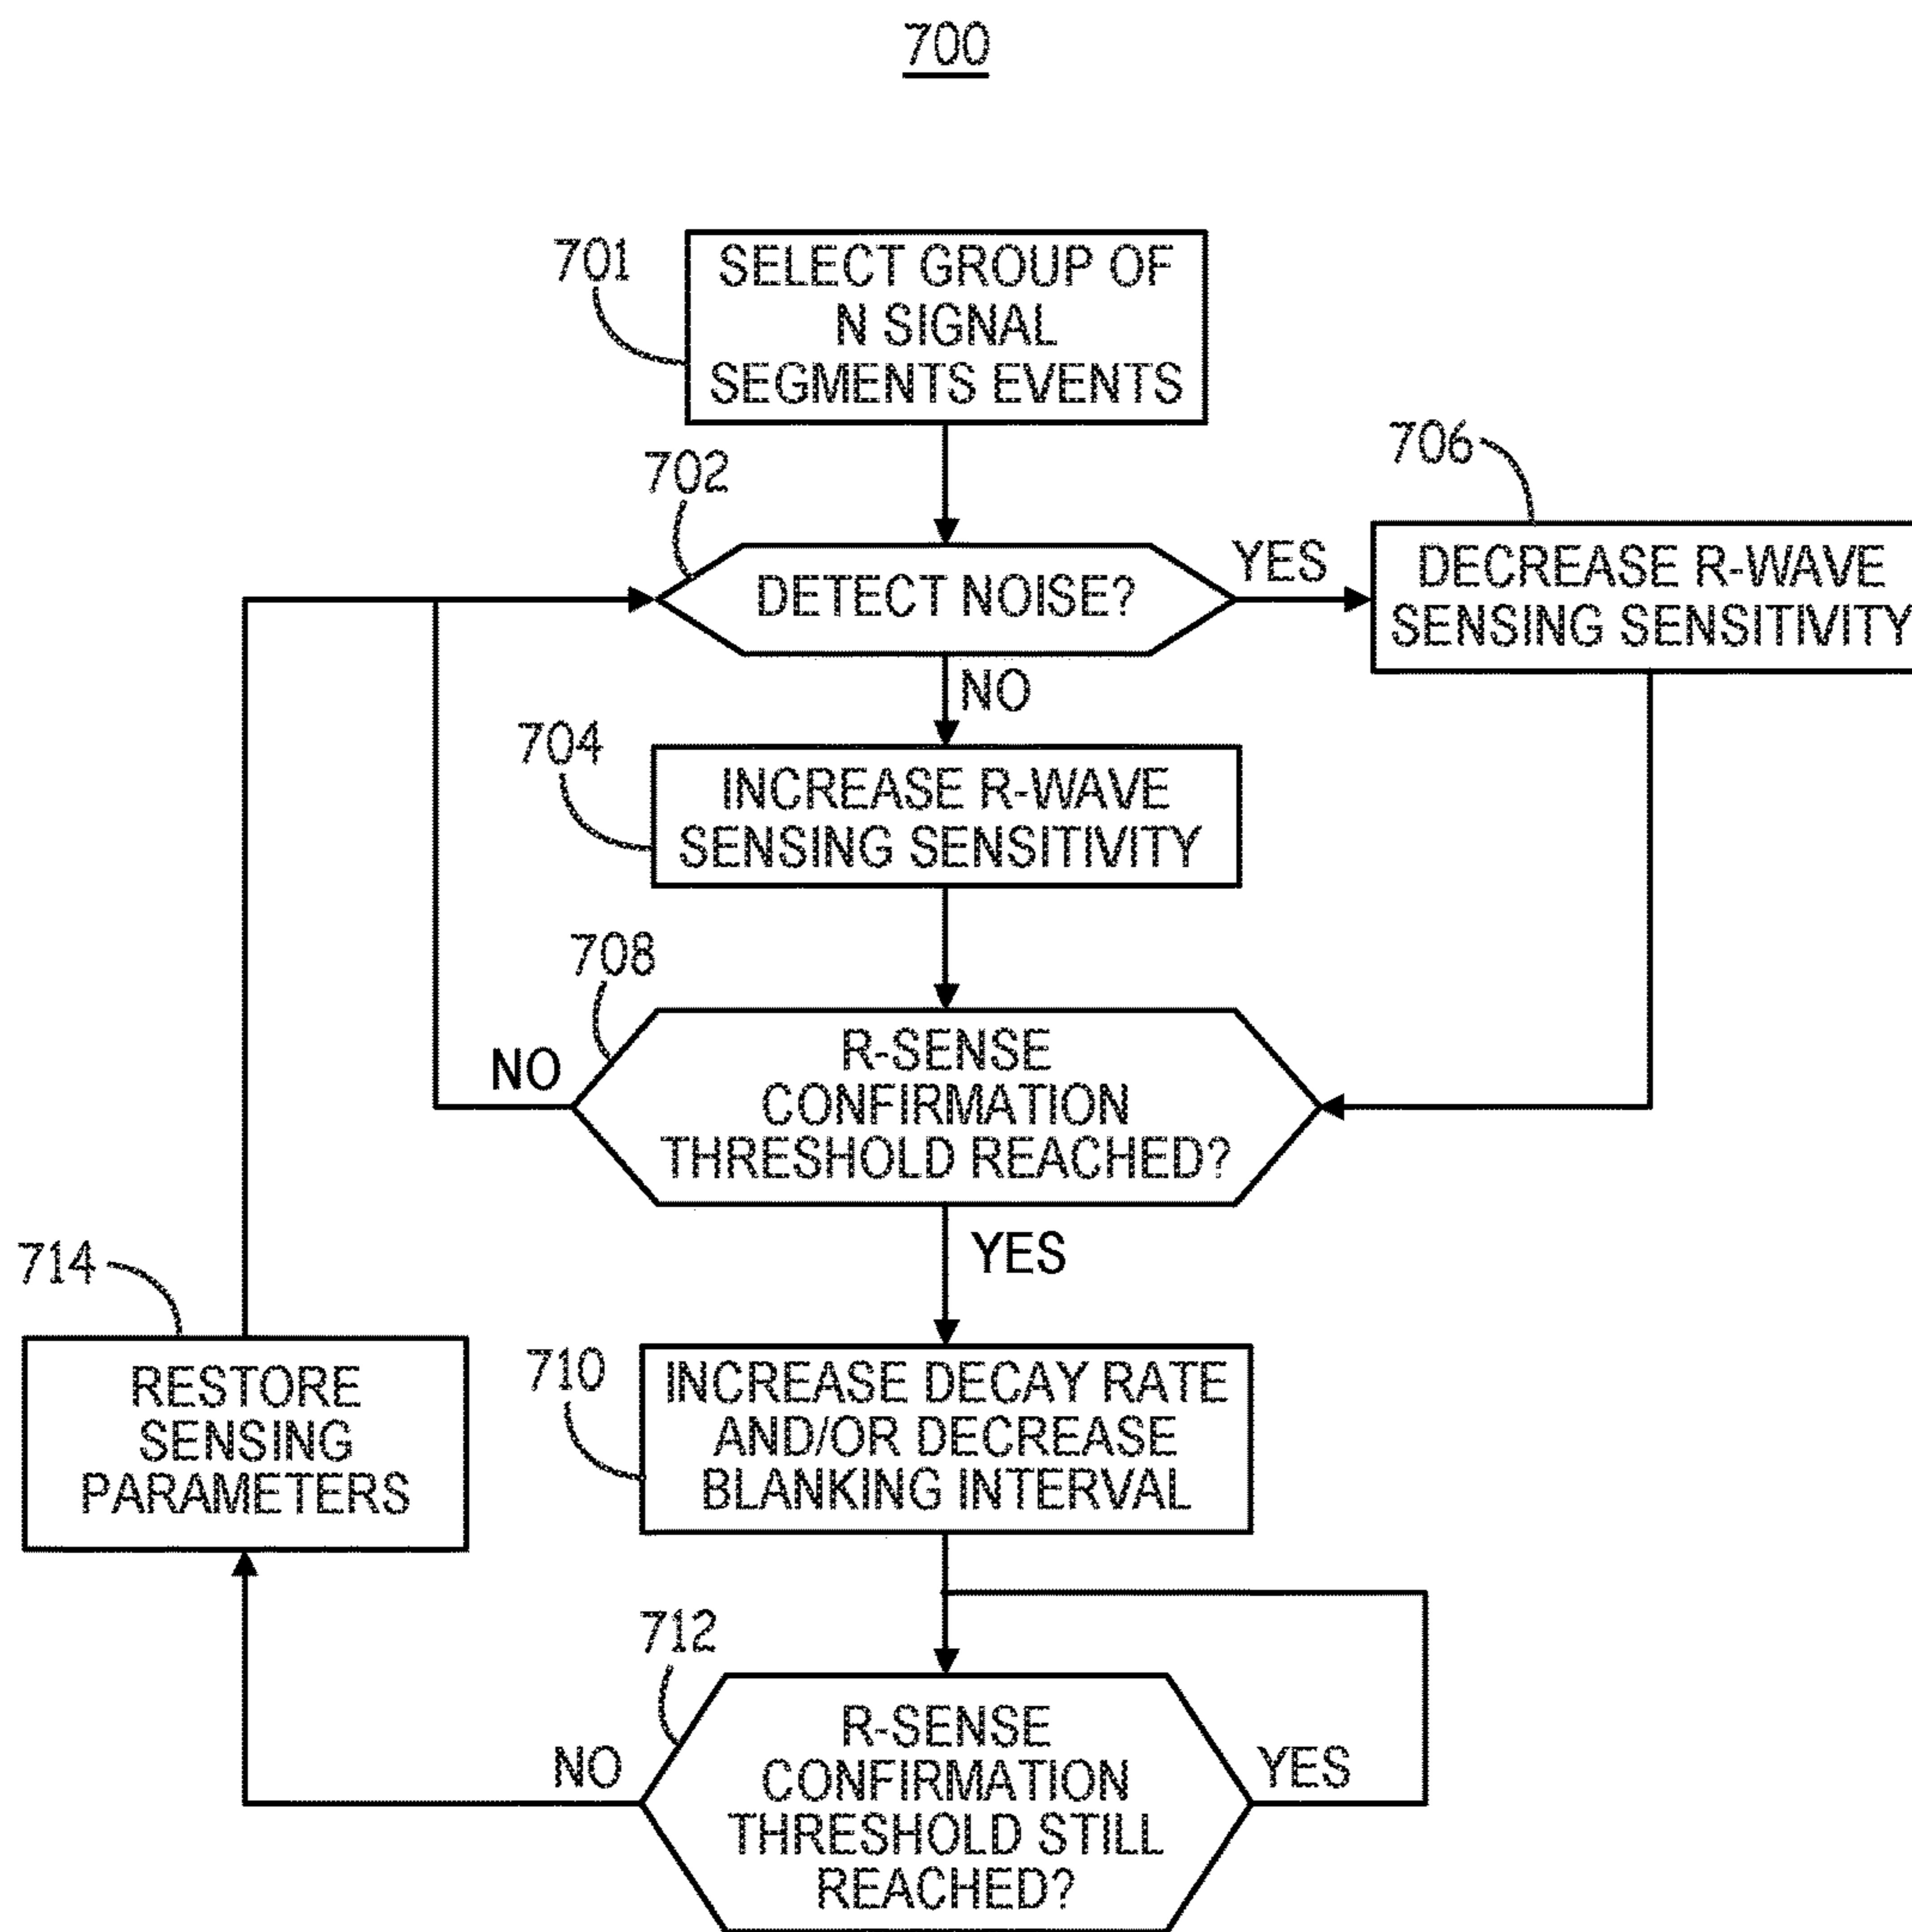 700
701
SELECT GROUP OF
N SIGNAL
SEGMENTS EVENTS
702
DETECT NOISE?
YES
706
DECREASE R-WAVE
SENSING SENSITIVITY
NO
704
INCREASE R-WAVE
SENSING SENSITIVITY
708
NO
R-SENSE
CONFIRMATION
THRESHOLD REACHED?
YES
714
RESTORE
SENSING
PARAMETERS
710
INCREASE DECAY RATE
AND/OR DECREASE
BLANKING INTERVAL
712
NO
R-SENSE
CONFIRMATION
THRESHOLD STILL
REACHED?
YES